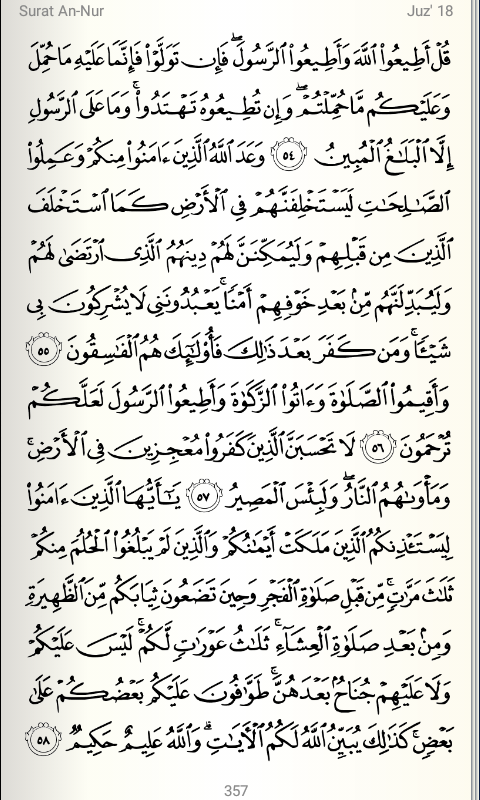 Surat An-Nur Juz' 18
قُلْ أَطِيعُوا۟ ٱللَّهَ وَأَطِيعُوا۟ ٱلرَّسُولَ ۖ فَإِن تَوَلَّوْا۟ فَإِنَّمَا عَلَيْهِ مَا حُمِّلَ
وَعَلَيْكُم مَّا حُمِّلْتُمْ ۖ وَإِن تُطِيعُوهُ تَهْتَدُوا۟ ۚ وَمَا عَلَى ٱلرَّسُولِ
إِلَّا ٱلْبَلَٰغُ ٱلْمُبِينُ ٥٤ وَعَدَ ٱللَّهُ ٱلَّذِينَ ءَامَنُوا۟ مِنكُمْ وَعَمِلُوا۟
ٱلصَّٰلِحَٰتِ لَيَسْتَخْلِفَنَّهُمْ فِى ٱلْأَرْضِ كَمَا ٱسْتَخْلَفَ
ٱلَّذِينَ مِن قَبْلِهِمْ وَلَيُمَكِّنَنَّ لَهُمْ دِينَهُمُ ٱلَّذِى ٱرْتَضَىٰ لَهُمْ
وَلَيُبَدِّلَنَّهُم مِّنۢ بَعْدِ خَوْفِهِمْ أَمْنًا ۚ يَعْبُدُونَنِى لَا يُشْرِكُونَ بِى
شَيْـًٔا ۚ وَمَن كَفَرَ بَعْدَ ذَٰلِكَ فَأُو۟لَٰٓئِكَ هُمُ ٱلْفَٰسِقُونَ ٥٥
وَأَقِيمُوا۟ ٱلصَّلَوٰةَ وَءَاتُوا۟ ٱلزَّكَوٰةَ وَأَطِيعُوا۟ ٱلرَّسُولَ لَعَلَّكُمْ
تُرْحَمُونَ ٥٦ لَا تَحْسَبَنَّ ٱلَّذِينَ كَفَرُوا۟ مُعْجِزِينَ فِى ٱلْأَرْضِ ۚ
وَمَأْوَىٰهُمُ ٱلنَّارُ ۖ وَلَبِئْسَ ٱلْمَصِيرُ ٥٧ يَٰٓأَيُّهَا ٱلَّذِينَ ءَامَنُوا۟
لِيَسْتَـْٔذِنكُمُ ٱلَّذِينَ مَلَكَتْ أَيْمَٰنُكُمْ وَٱلَّذِينَ لَمْ يَبْلُغُوا۟ ٱلْحُلُمَ مِنكُمْ
ثَلَٰثَ مَرَّٰتٍ ۚ مِّن قَبْلِ صَلَوٰةِ ٱلْفَجْرِ وَحِينَ تَضَعُونَ ثِيَابَكُم مِّنَ ٱلظَّهِيرَةِ
وَمِنۢ بَعْدِ صَلَوٰةِ ٱلْعِشَآءِ ۚ ثَلَٰثُ عَوْرَٰتٍ لَّكُمْ ۚ لَيْسَ عَلَيْكُمْ
وَلَا عَلَيْهِمْ جُنَاحٌۢ بَعْدَهُنَّ ۚ طَوَّٰفُونَ عَلَيْكُم بَعْضُكُمْ عَلَىٰ
بَعْضٍ ۚ كَذَٰلِكَ يُبَيِّنُ ٱللَّهُ لَكُمُ ٱلْأَيَٰتِ ۗ وَٱللَّهُ عَلِيمٌ حَكِيمٌ ٥٨
357